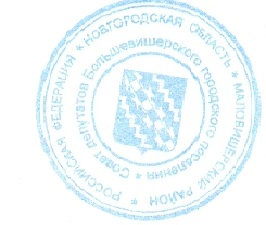 РОССИЙСКАЯ ФЕДЕРАЦИЯ * НОВГОРОДСКАЯ ОБЛАСТЬ * МАЛОВИШЕРСКИЙ РАЙОН *
Совет депутатов Большевишерского городского поселения *